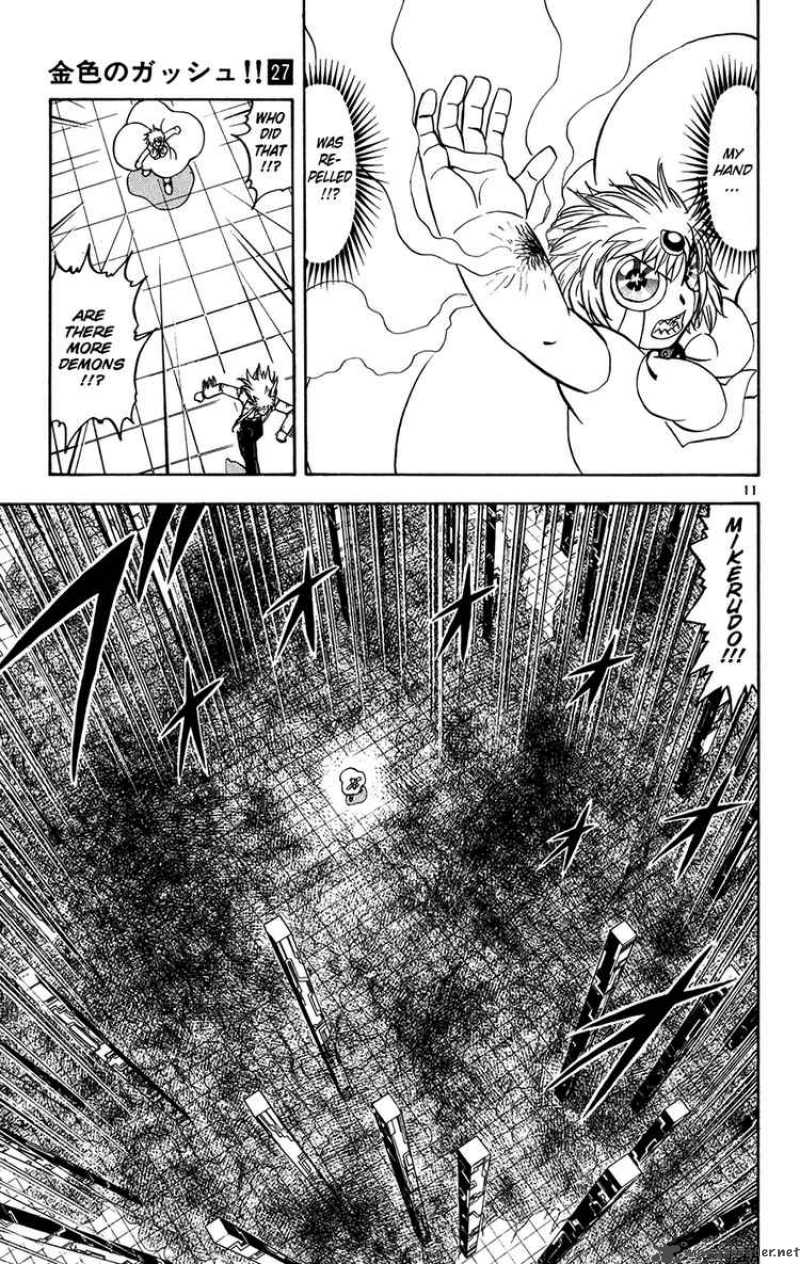 金色のガッシュ!! 27
MY
HAND
...
WAS
RE-
PELLED!!?
WHO
DID
THAT
!!?
ARE
THERE
MORE
DEMONS
!!?
11
MIKERUDO!!!